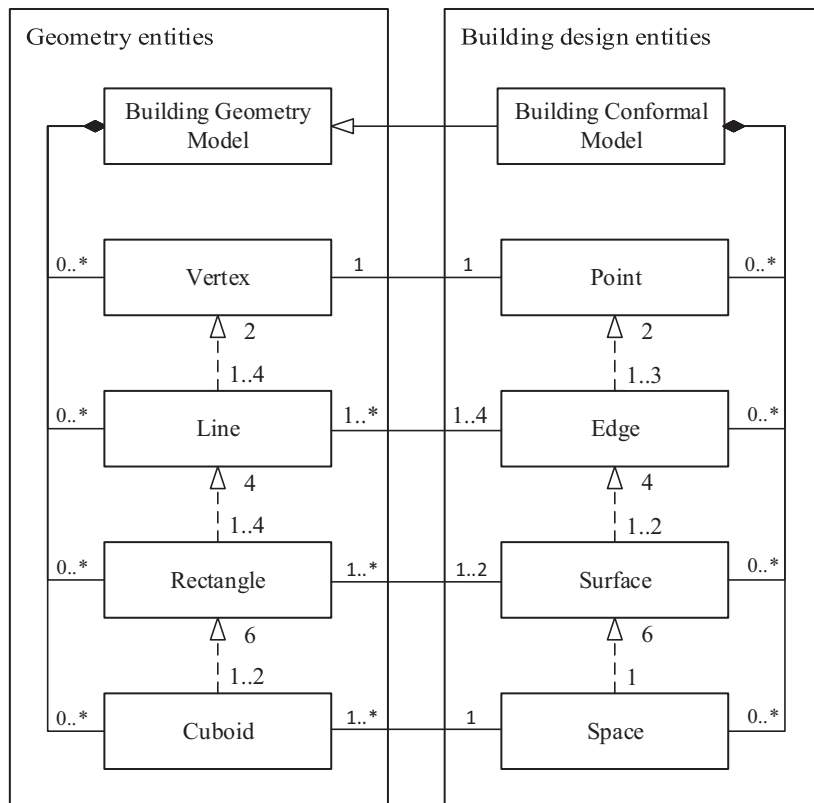 Geometry entities
Building design entities
Building Geometry
Model
Building Conformal
Model
0..*
Vertex
1
1
Point
0..*
2
2
1..4
1..3
0..*
Line
1..*
1..4
Edge
0..*
4
4
1..4
1..2
0..*
Rectangle
1..*
1..2
Surface
0..*
6
6
1..2
1
0..*
Cuboid
1..*
1
Space
0..*